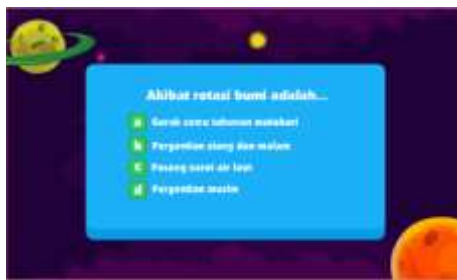 Akibat rotasi bumi adalah...
a Gerak semu tahunan matahari
b Pergantian siang dan malam
c Pasang surut air laut
d Pergantian musim